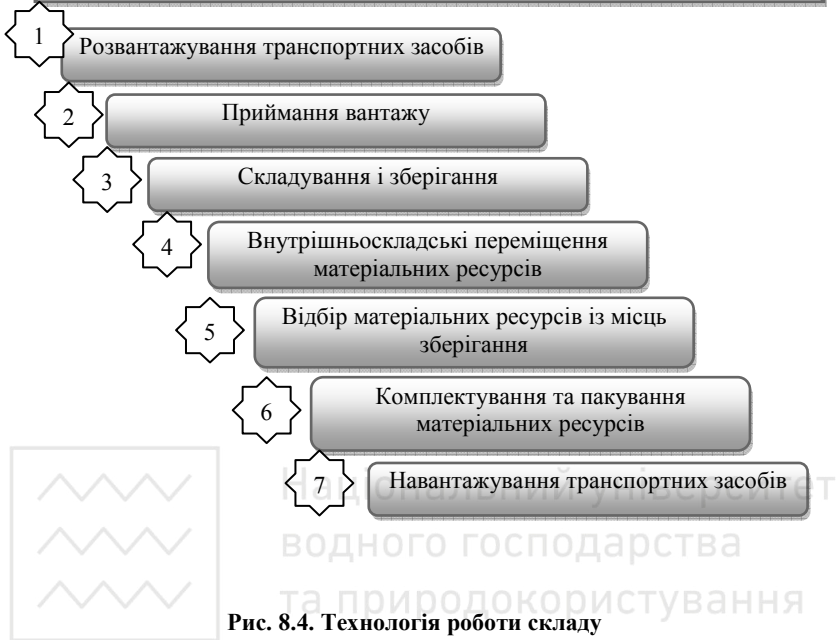 1
Розвантажування транспортних засобів
2
Приймання вантажу
3
Складування і зберігання
4
Внутрішньоскладські переміщення
матеріальних ресурсів
5
Відбір матеріальних ресурсів із місць
зберігання
6
Комплектування та пакування
матеріальних ресурсів
7
Навантажування транспортних засобів
Національний університет
водного господарства
та природокористування
Рис. 8.4. Технологія роботи складу